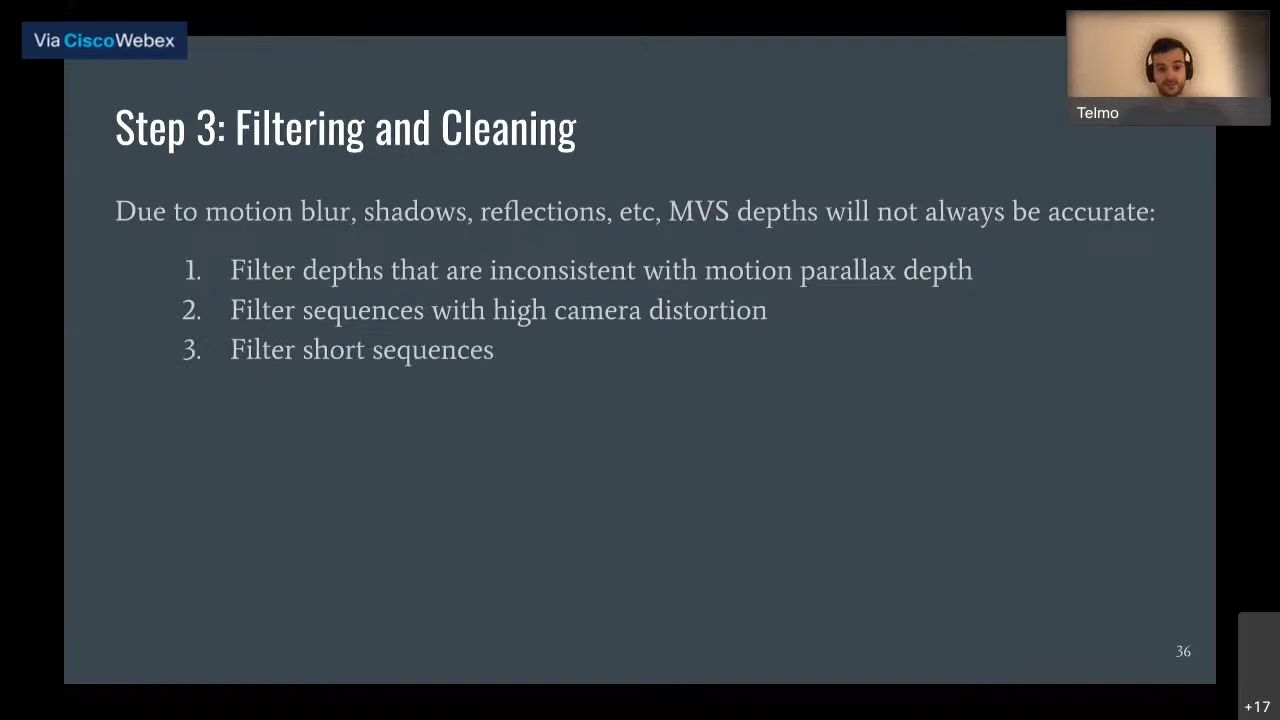 Via CiscoWebex
Telmo
Step 3: Filtering and Cleaning
Due to motion blur, shadows, reflections, etc, MVS depths will not always be accurate:
1. Filter depths that are inconsistent with motion parallax depth
2. Filter sequences with high camera distortion
3. Filter short sequences
36
+17